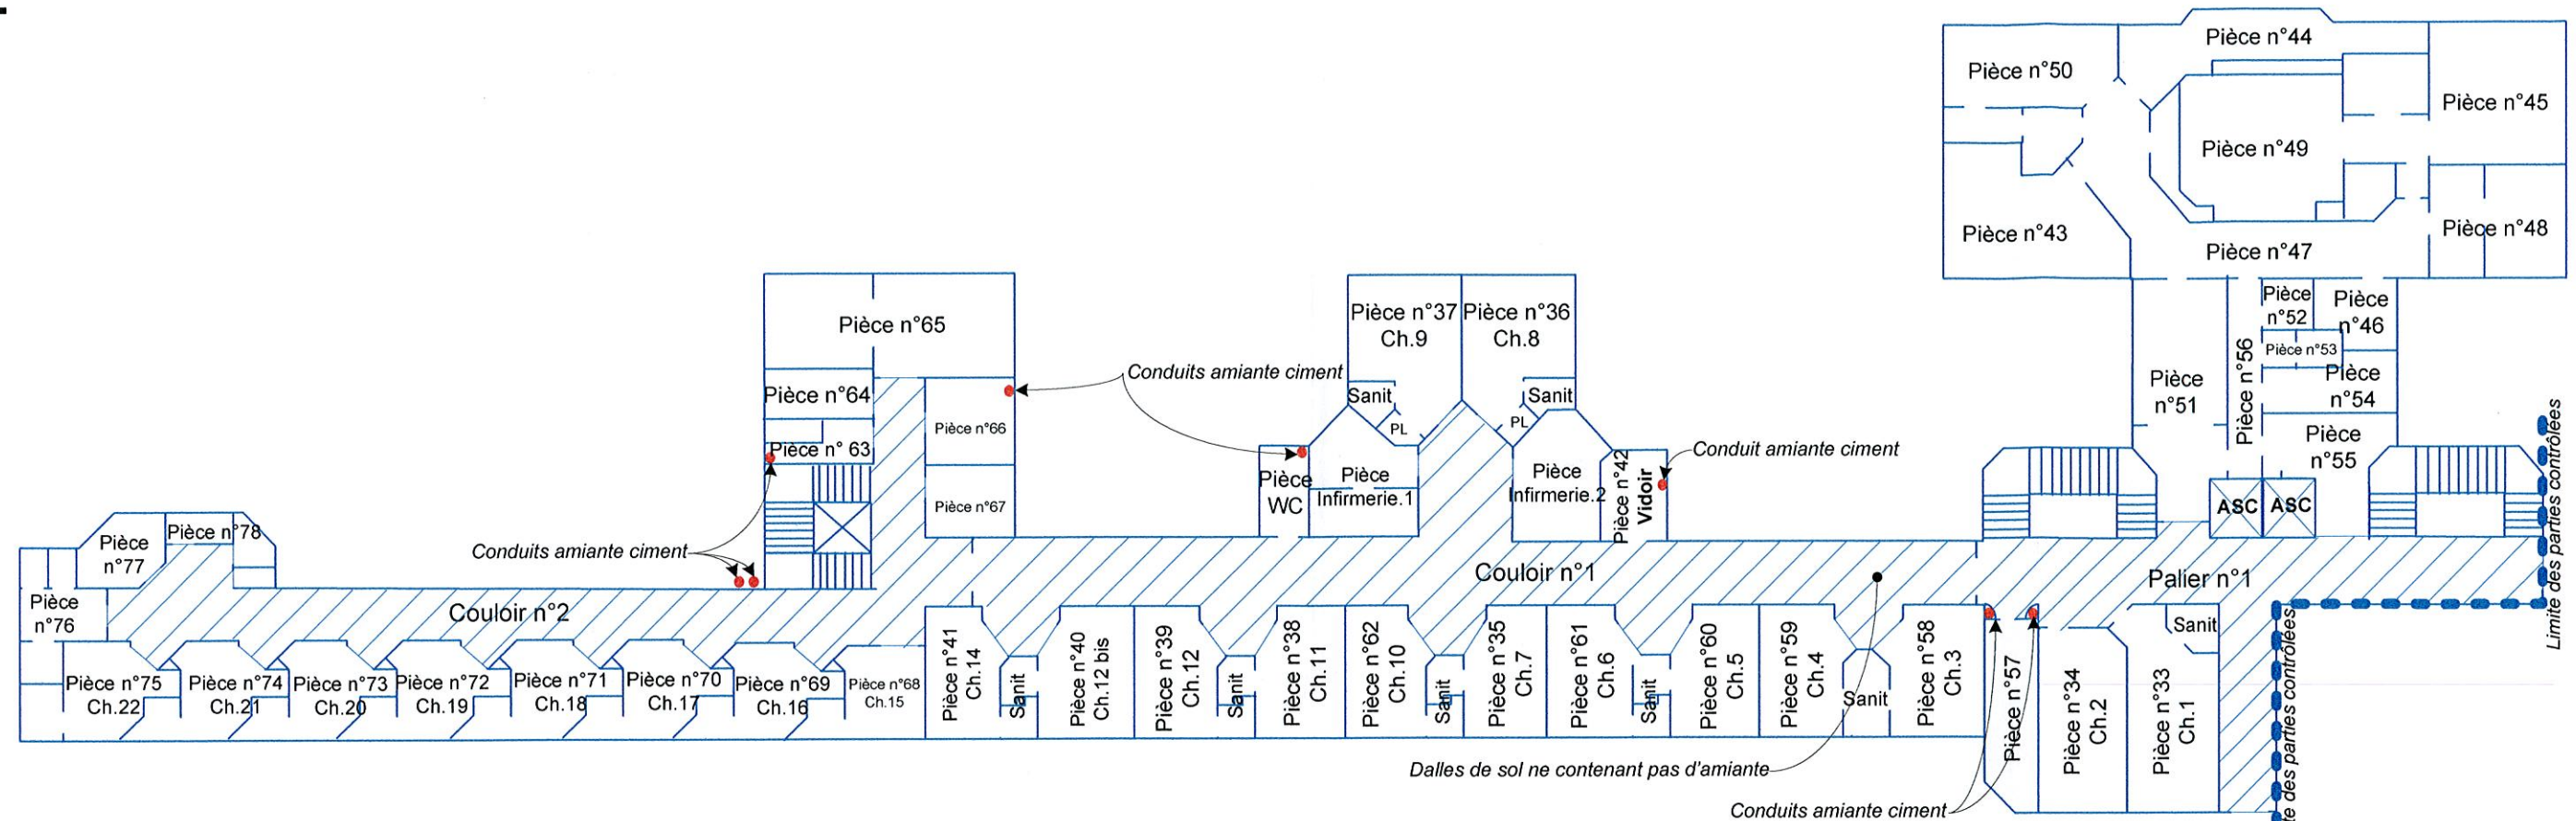 Pièce n°44
Pièce n°50
Pièce n°45
Pièce n°49
Pièce n°43
Pièce n°48
Pièce n°47
Pièce
n°52
Pièce
n°46
Pièce n°53
Pièce
n°54
Pièce
n°51
Pièce n°56
Pièce
n°55
ASC
ASC
Limite des parties contrôlées
Pièce n°65
Pièce n°64
Pièce n° 63
Pièce n°66
Pièce n°67
Conduits amiante ciment
Pièce n°37
Ch.9
Pièce n°36
Ch.8
Sanit
Sanit
PL
PL
Pièce
WC
Pièce
Infirmerie.1
Pièce
Infirmerie.2
Pièce n°42
Vidoir
Conduit amiante ciment
Pièce n°78
Pièce
n°77
Pièce
n°76
Conduits amiante ciment
Couloir n°2
Couloir n°1
Palier n°1
Pièce n°75
Ch.22
Pièce n°74
Ch.21
Pièce n°73
Ch.20
Pièce n°72
Ch.19
Pièce n°71
Ch.18
Pièce n°70
Ch.17
Pièce n°69
Ch.16
Pièce n°68
Ch.15
Pièce n°41
Ch.14
Sanit
Pièce n°40
Ch.12 bis
Pièce n°39
Ch.12
Sanit
Pièce n°38
Ch.11
Pièce n°62
Ch.10
Sanit
Pièce n°35
Ch.7
Pièce n°61
Ch.6
Sanit
Pièce n°60
Ch.5
Pièce n°59
Ch.4
Sanit
Pièce n°58
Ch.3
Pièce n°57
Pièce n°34
Ch.2
Pièce n°33
Ch.1
Sanit
te des parties contrôlées
Dalles de sol ne contenant pas d'amiante
Conduits amiante ciment